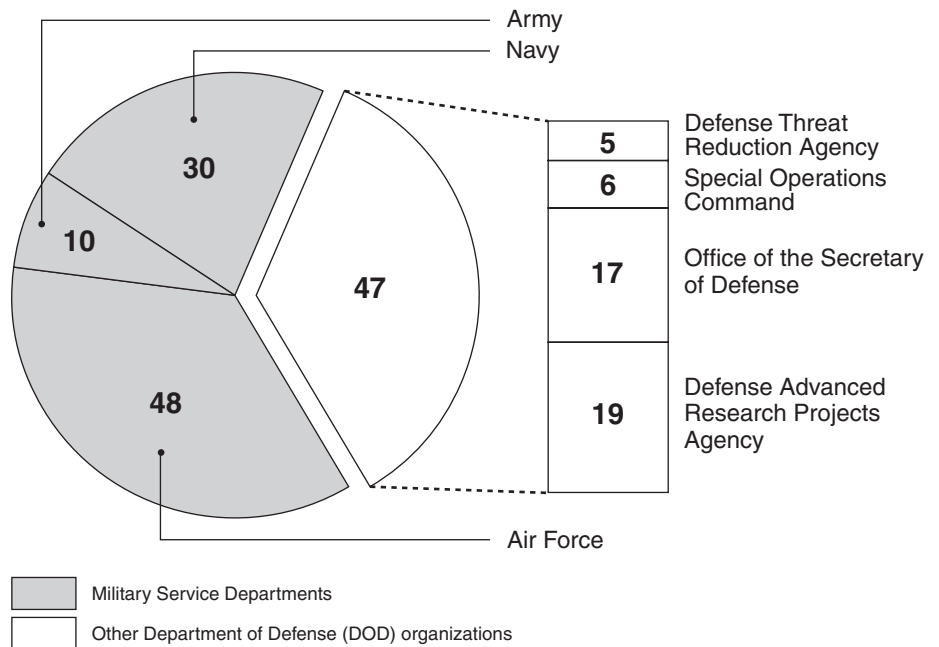 Army
Navy
30
10
47
48
5
Defense Threat
Reduction Agency
6
Special Operations
Command
17
Office of the Secretary
of Defense
19
Defense Advanced
Research Projects
Agency
Air Force
Military Service Departments
Other Department of Defense (DOD) organizations